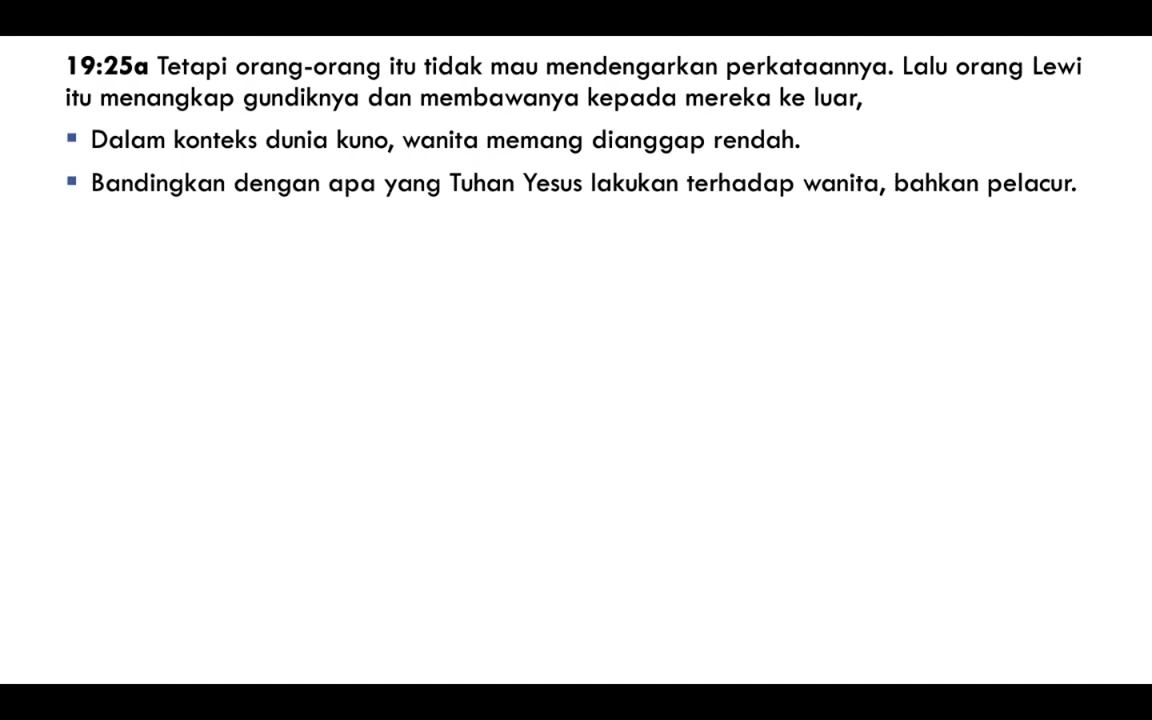 19:25a Tetapi orang-orang itu tidak mau mendengarkan perkataannya. Lalu orang Lewi
itu menangkap gundiknya dan membawanya kepada mereka ke luar,
▪ Dalam konteks dunia kuno, wanita memang dianggap rendah.
▪ Bandingkan dengan apa yang Tuhan Yesus lakukan terhadap wanita, bahkan pelacur.